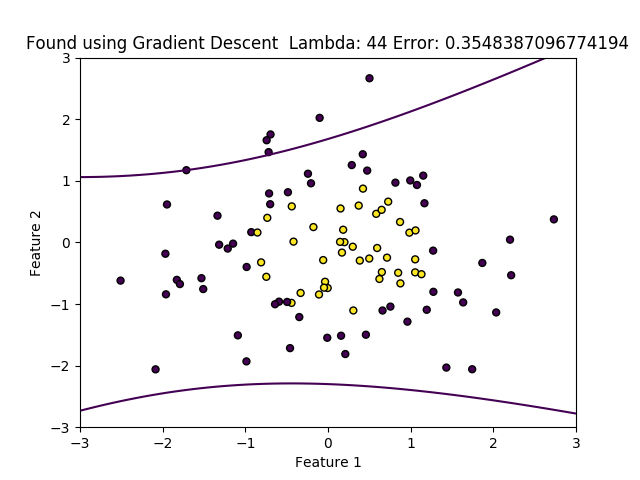 Found using Gradient Descent  Lambda: 44 Error: 0.3548387096774194
3
2
1
0
−1
−2
−3
Feature 2
−3 −2 −1 0 1 2 3
Feature 1